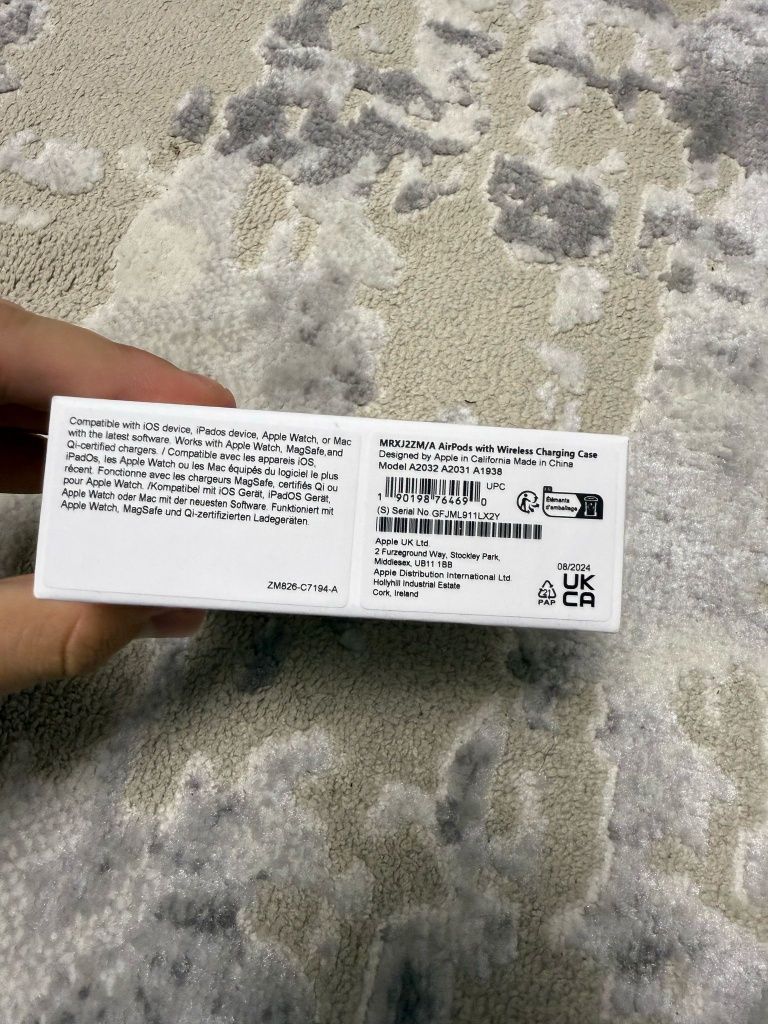 Compatible with iOS device, iPados device, Apple Watch, or Mac
with the latest software. Works with Apple Watch, MagSafe,and
Qi-certified chargers. / Compatible avec les appareis iOS,
iPadOs, les Apple Watch ou les Mac équipés du logiciel le plus
récent. Fonctionne avec les chargeurs MagSafe, certifiés Qi ou
pour Apple Watch. /Kompatibel mit iOS Gerät, iPadOS Gerät,
Apple Watch oder Mac mit der neuesten Software. Funktioniert mit
Apple Watch, MagSafe und Qi-zertifizierten Ladegeräten.
ZM826-C7194-A
MRXJ2ZM/A AirPods with Wireless Charging Case
Designed by Apple in California Made in China
Model A2032 A2031 A1938
UPC
1 90198 76469 0
Éléments
d'emballage
(S) Serial No.GFJML911LX2Y
Apple UK Ltd.
2 Furzeground Way, Stockley Park,
Middlesex, UB11 1BB
Apple Distribution International Ltd
Hollyhill Industrial Estate
Cork, Ireland
08/2024
21
PAP
UK
CA